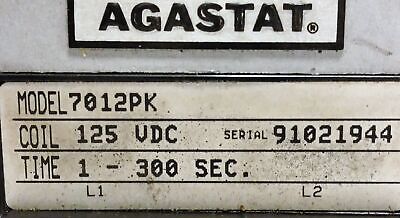 AGASTAT®
MODEL 7012PK
COIL 125 VDC SERIAL 91021944
TIME 1 - 300 SEC.
L1 L2